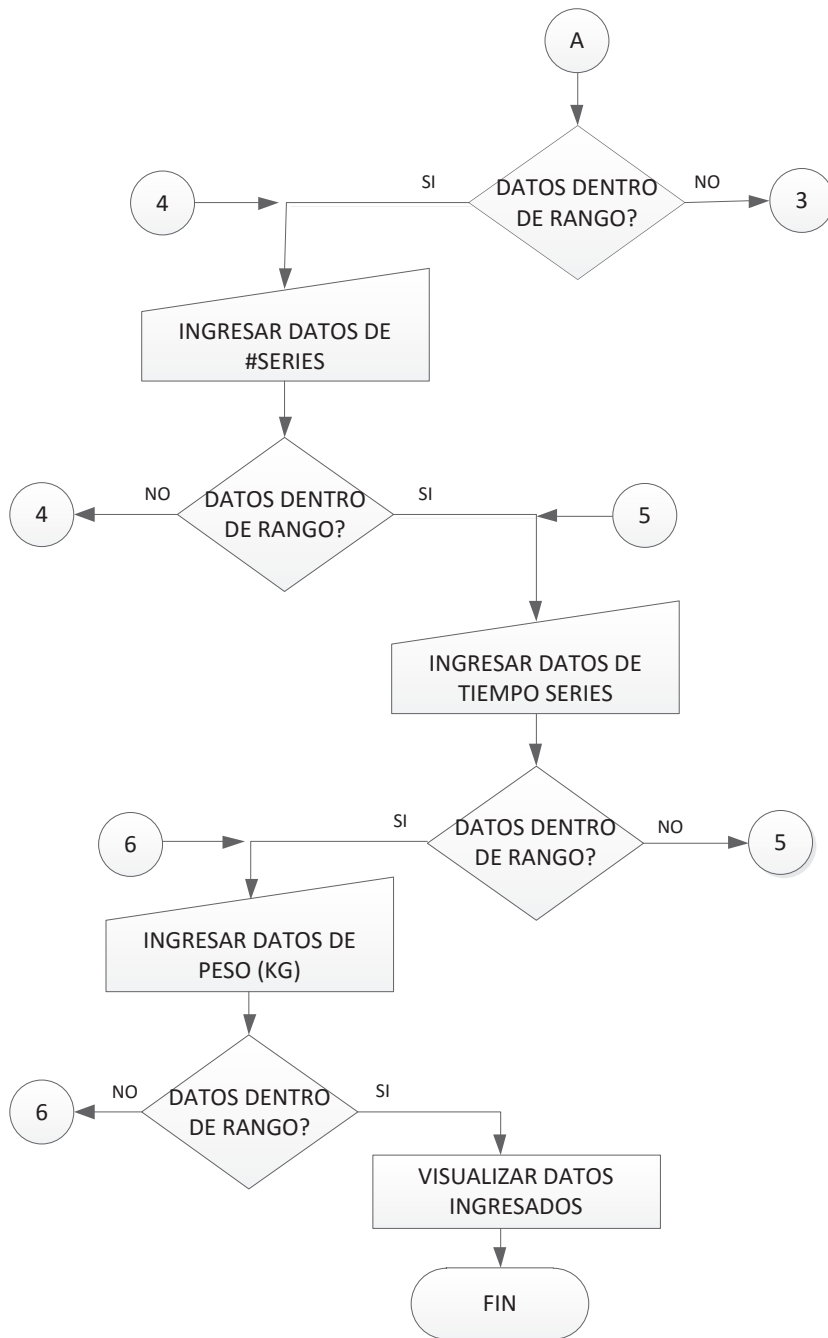 A
DATOS DENTRO
DE RANGO?
SI
NO
4
3
INGRESAR DATOS DE
#SERIES
DATOS DENTRO
DE RANGO?
NO
SI
4
5
INGRESAR DATOS DE
TIEMPO SERIES
DATOS DENTRO
DE RANGO?
SI
NO
6
5
INGRESAR DATOS DE
PESO (KG)
DATOS DENTRO
DE RANGO?
NO
SI
6
VISUALIZAR DATOS
INGRESADOS
FIN